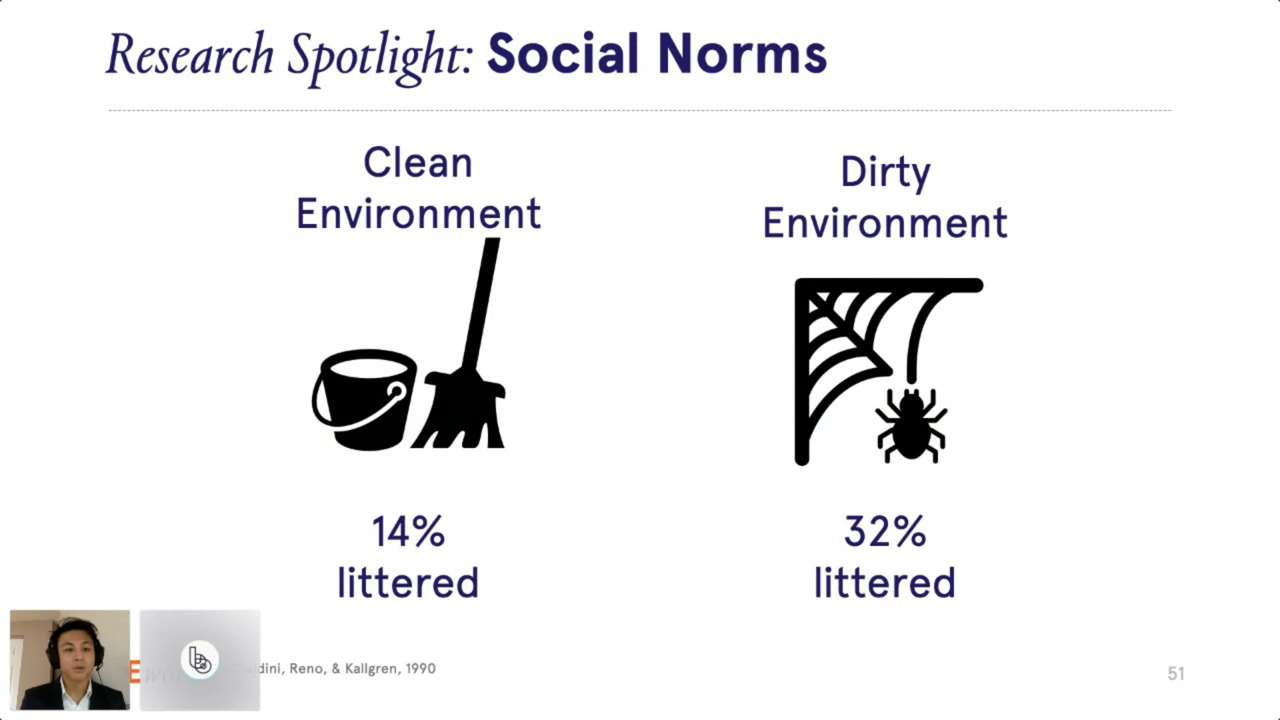 Research Spotlight: Social Norms
Clean
Environment
Dirty
Environment
14%
littered
32%
littered
Reno, & Kallgren, 1990
51